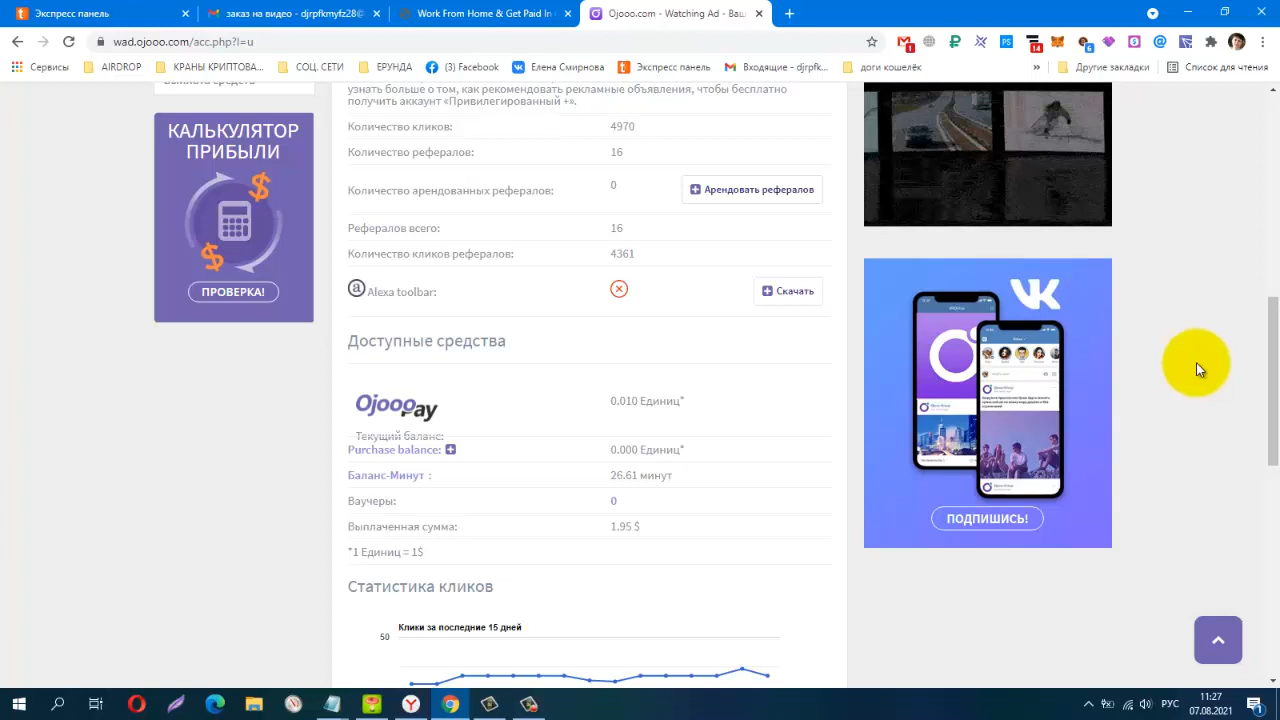 Экспресс панель
заказ на видео - djrpfkmyfz28@
Work From Home & Get Paid In
Ojooo.com - Watching Ad - Ваш
wad.ojooo.com/acc.php?l=u
Сервисы
AIRDROP
КРАНЫ КРИПТОВА...
СОЦ. СЕТИ
ЕРУНДА
(3) Facebook
Елена Смирнова
Экспресс панель
Входящие - djrpfk...
доги кошелёк
»
Другие закладки
Список для чтения
узнать больше о том, как рекомендовать рекламные объявления, чтобы бесплатно
получить аккаунт «Привилегированный +».
КАЛЬКУЛЯТОР
ПРИБЫЛИ
ПРОВЕРКА!
Количество кликов: 4970
Количество рефералов: 16
Количество арендованных рефералов: 0 Арендовать рефералов
Рефералов всего: 16
Количество кликов рефералов: 4361
Alexa toolbar: Скачать
Доступные средства
Ojooopay 0.010 Единиц*
Текущий баланс:
Purchase balance: 0.000 Единиц*
Баланс-Минут : 26.61 минут
Ваучеры: 0
Выплаченная сумма: 1.95 $
*1 Единиц = 1$
Статистика кликов
Клики за последние 15 дней
50
ПОДПИШИСЬ!
РУС
11:27
07.08.2021